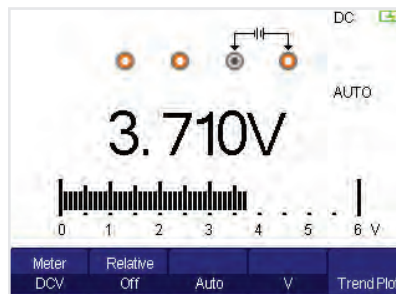 DC
AUTO
3.710V
0 1 2 3 4 5 6 V
Meter Relative
DCV Off Auto V Trend Plot